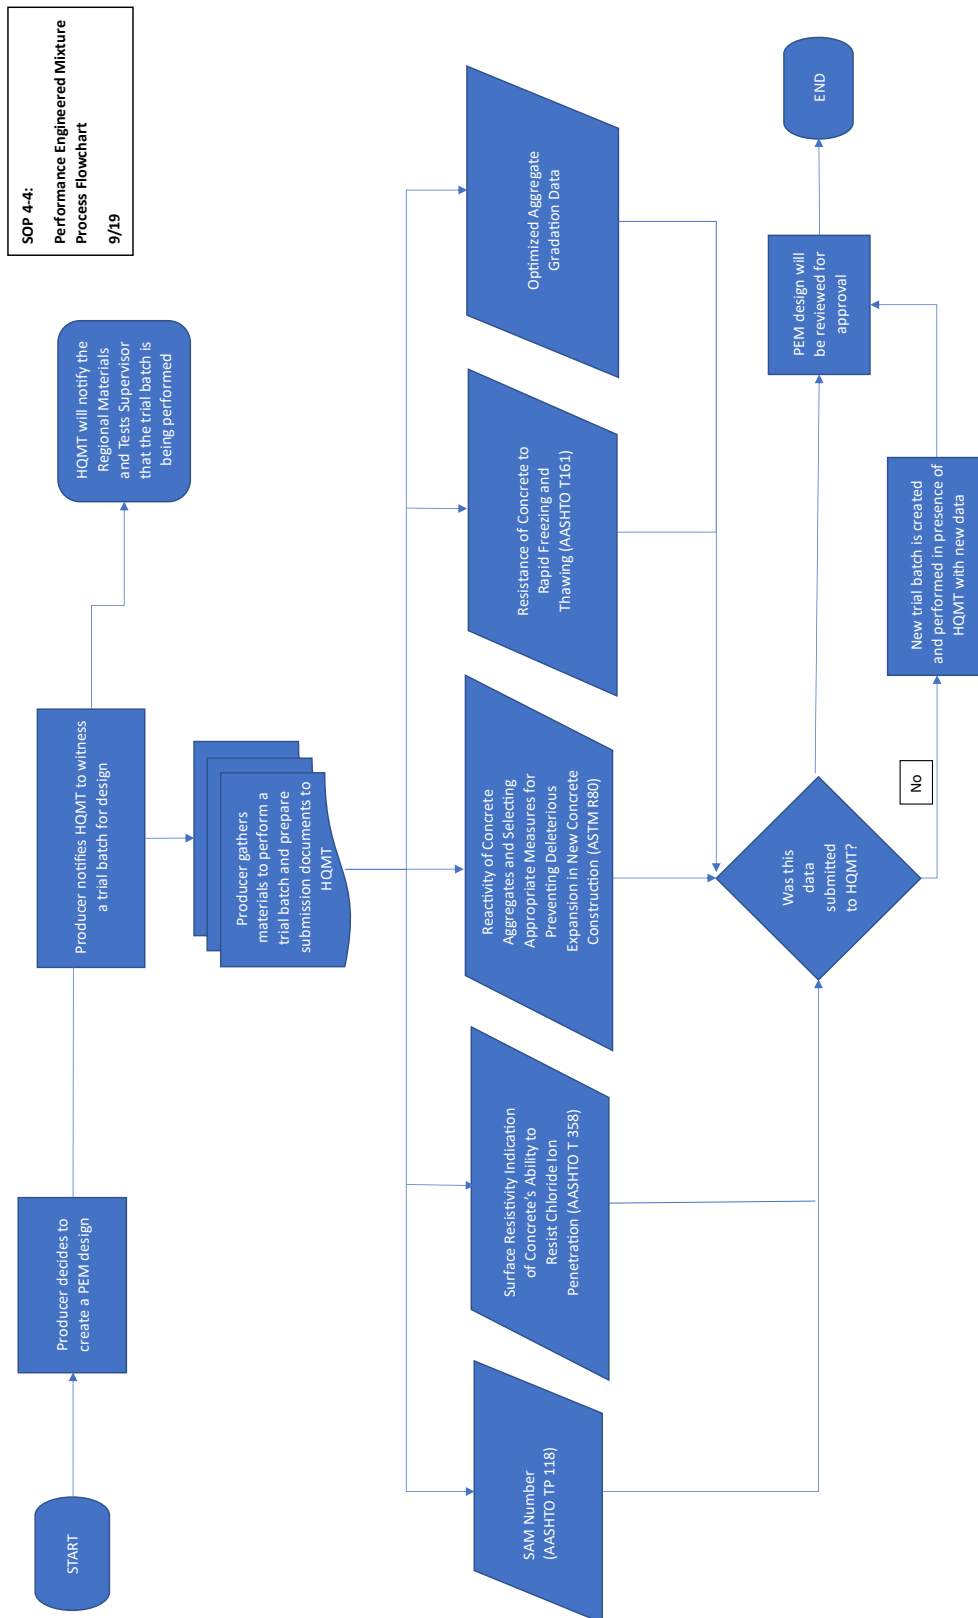 SOP 4-4:
Performance Engineered Mixture
Process Flowchart
9/19
START
Producer decides to
create a PEM design
Producer notifies HQMT to witness
a trial batch for design
HQMT will notify the
Regional Materials
and Tests Supervisor
that the trial batch is
being performed
Producer gathers
materials to perform a
trial batch and prepare
submission documents to
HQMT
SAM Number
(AASHTO TP 118)
Surface Resistivity Indication
of Concrete’s Ability to
Resist Chloride Ion
Penetration (AASHTO T 358)
Reactivity of Concrete
Aggregates and Selecting
Appropriate Measures for
Preventing Deleterious
Expansion in New Concrete
Construction (ASTM R80)
Resistance of Concrete to
Rapid Freezing and
Thawing (AASHTO T161)
Optimized Aggregate
Gradation Data
Was this
data
submitted
to HQMT?
No
New trial batch is created
and performed in presence of
HQMT with new data
PEM design will
be reviewed for
approval
END